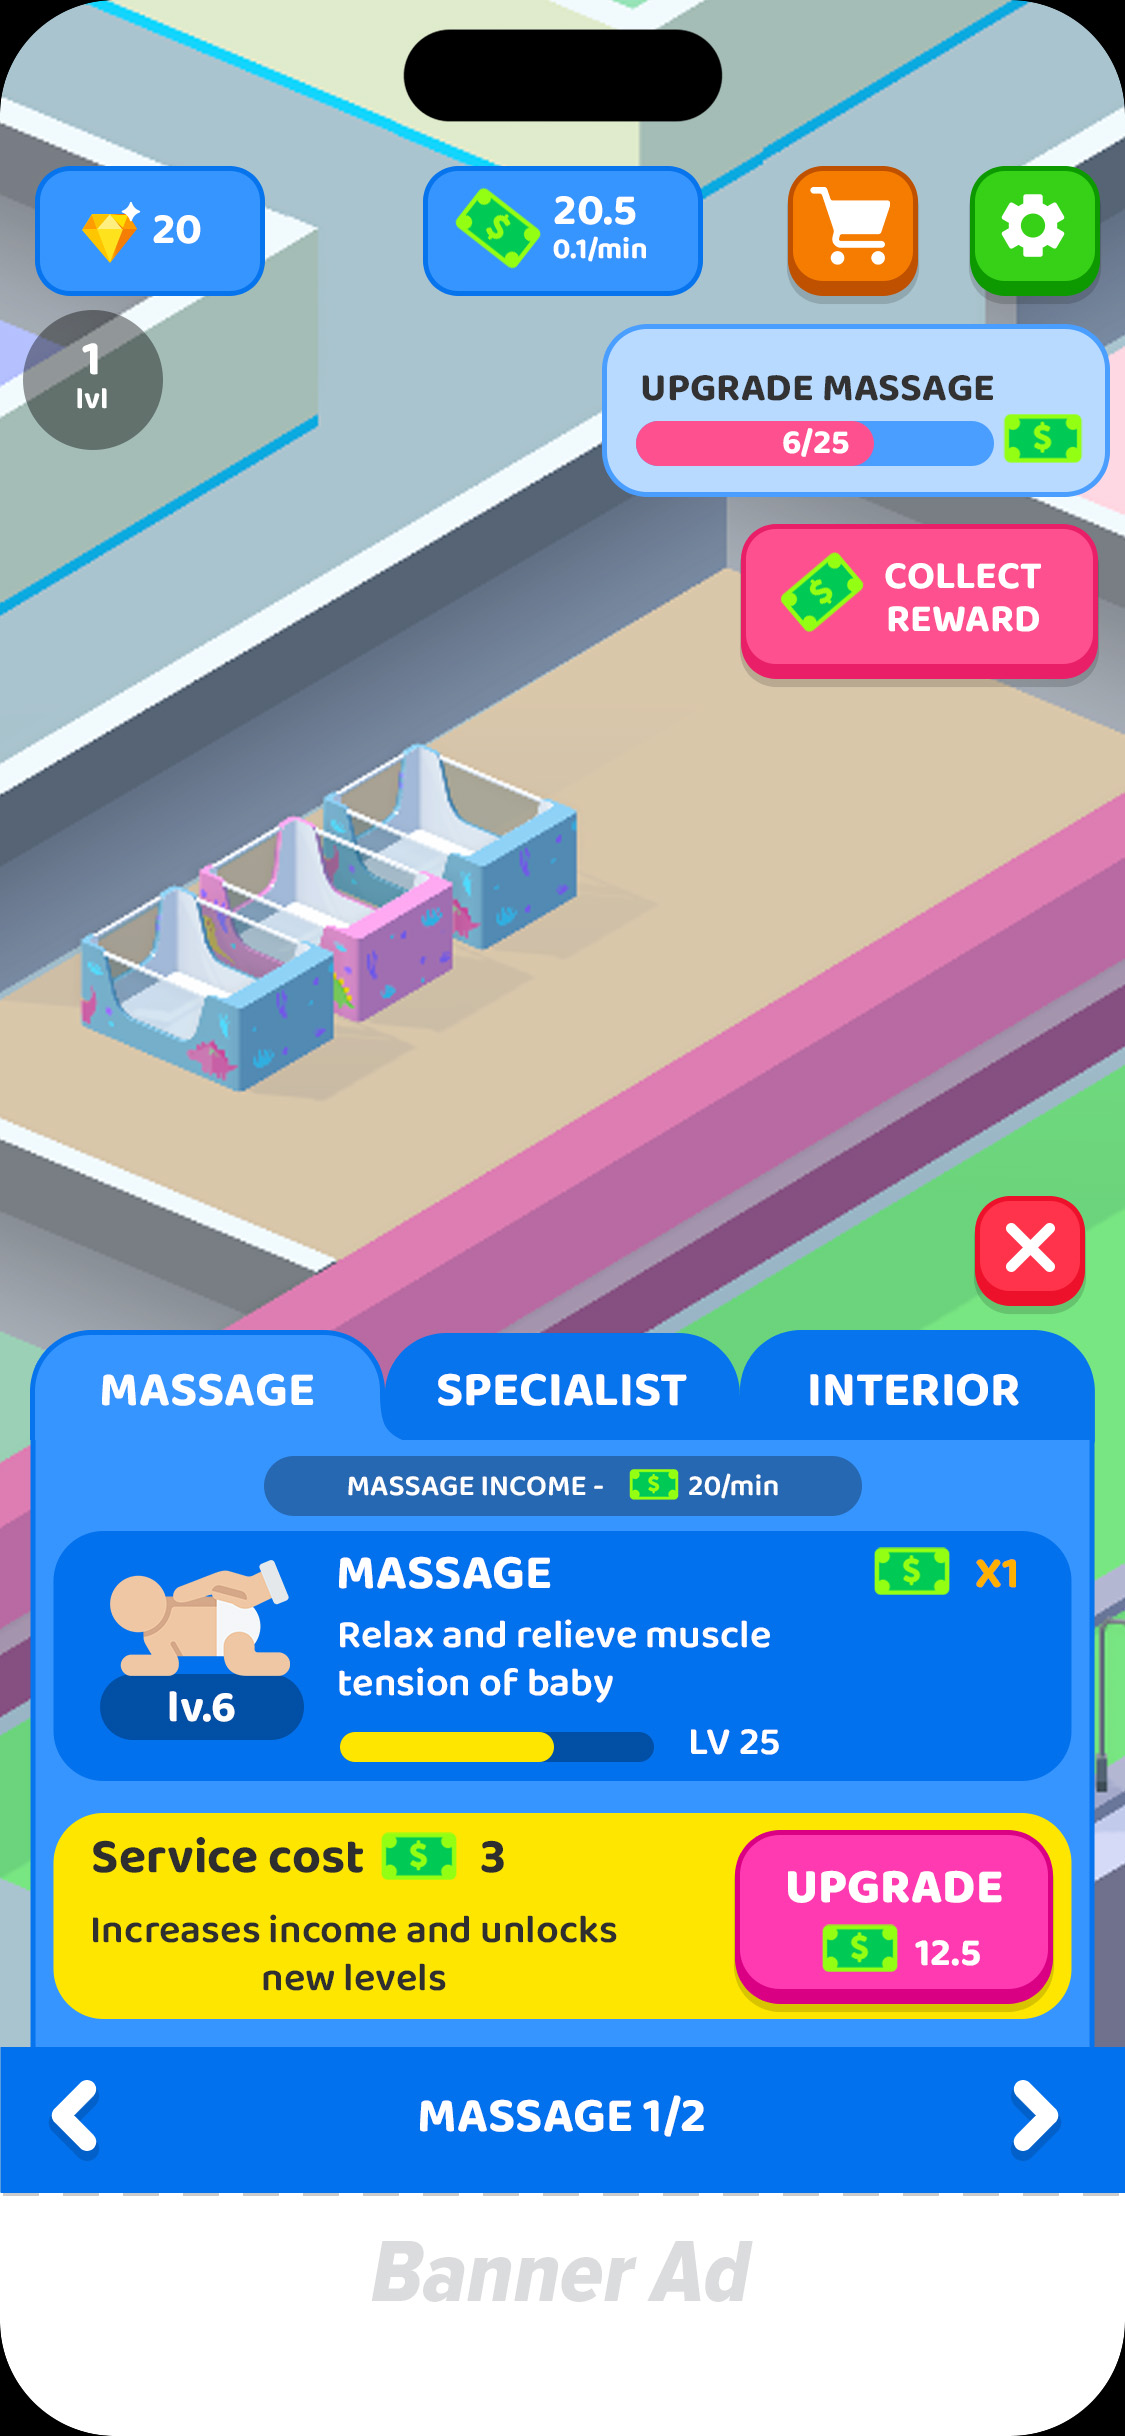 20
20.5
0.1/min
1
lvl
UPGRADE MASSAGE
6/25
$
$
COLLECT
REWARD
MASSAGE
SPECIALIST
INTERIOR
MASSAGE INCOME - $ 20/min
MASSAGE
$ X1
Relax and relieve muscle
tension of baby
lv.6
LV 25
Service cost $ 3
Increases income and unlocks
new levels
UPGRADE
$ 12.5
MASSAGE 1/2
Banner Ad